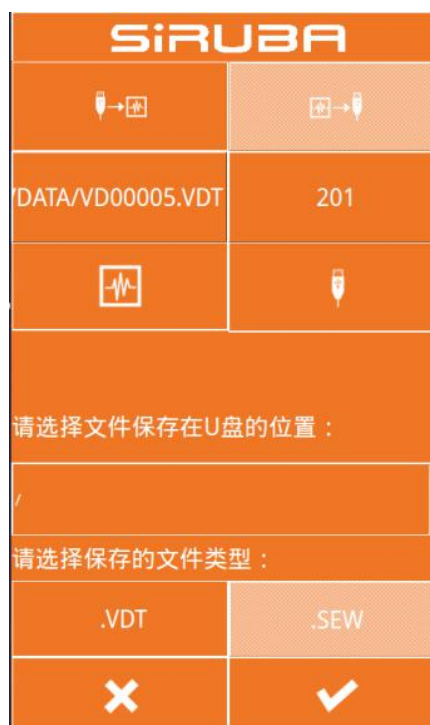 SiRUBA
/DATA/VD00005.VDT
201
请选择文件保存在U盘的位置：
/
请选择保存的文件类型：
.VDT
.SEW